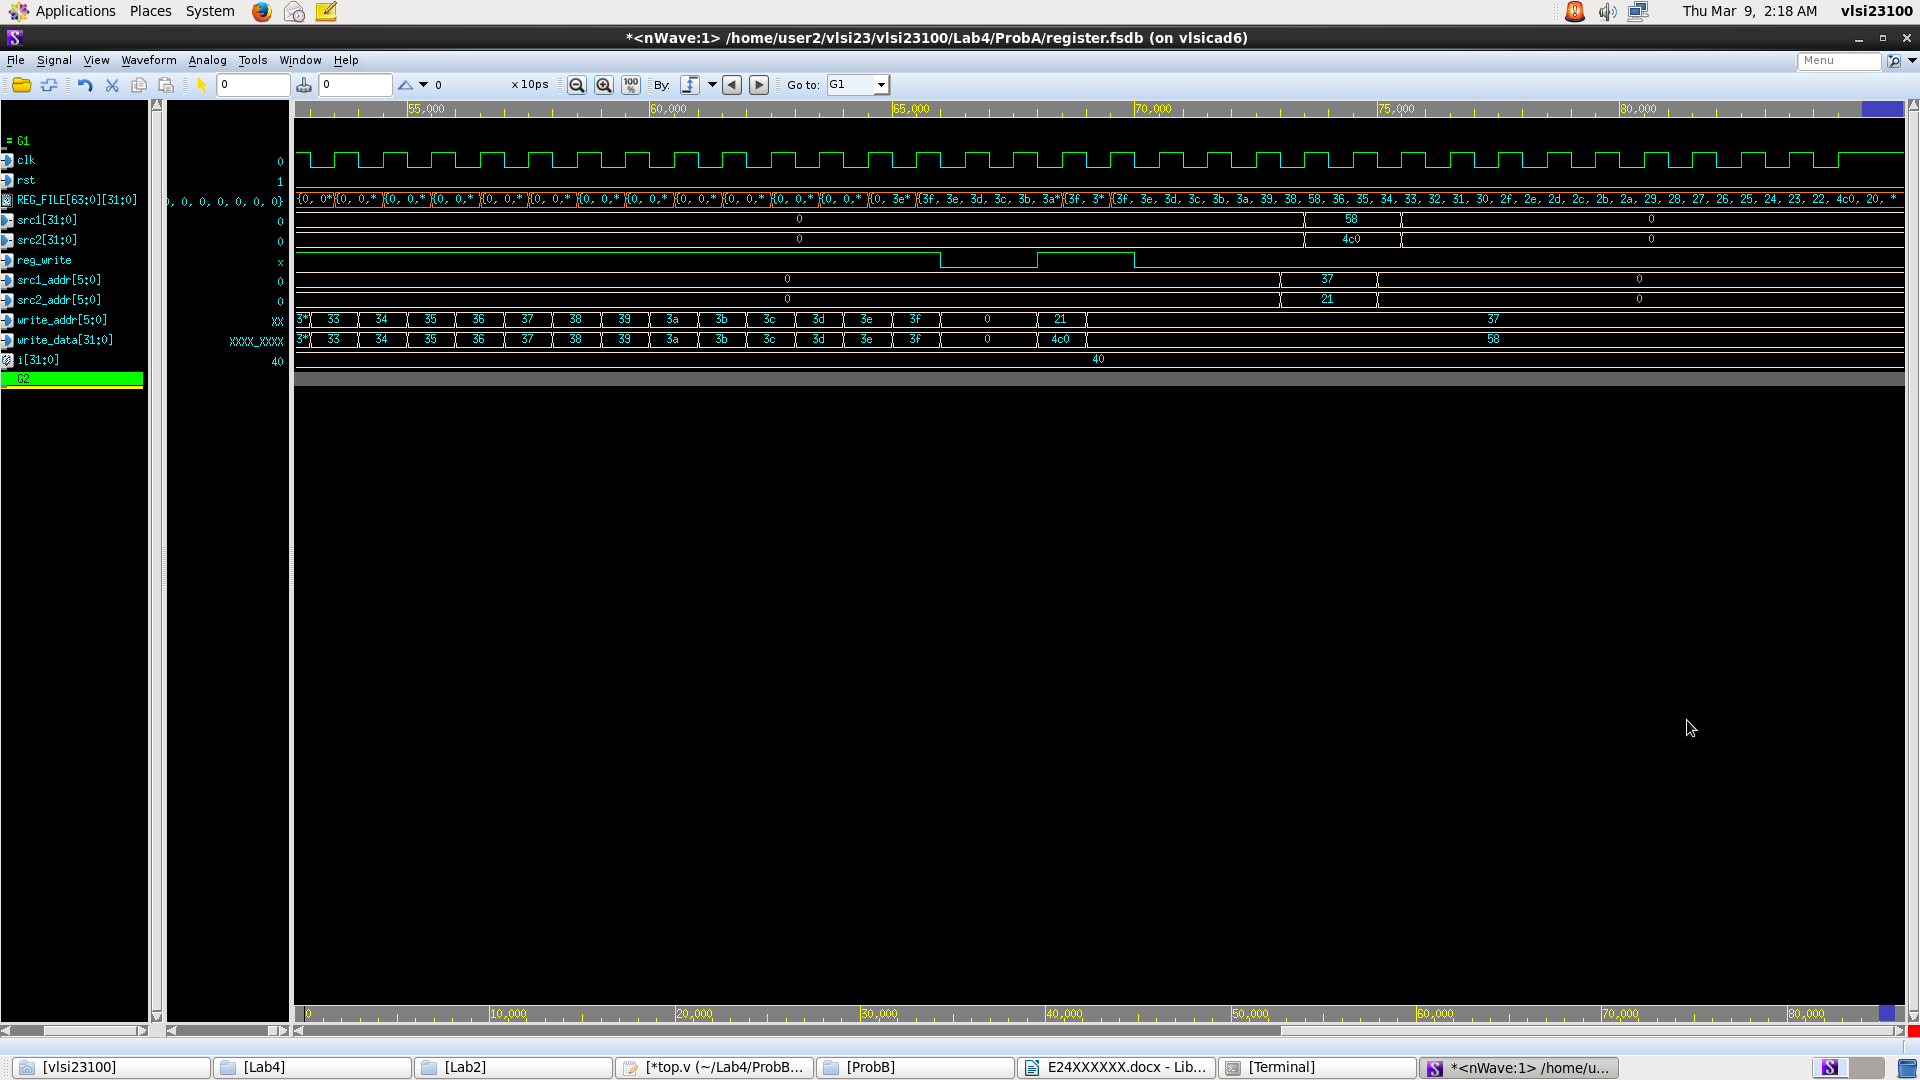 Applications Places System Thu Mar 9, 2:18 AM vlsi23100
*<nWave:1> /home/user2/vlsi23/vlsi23100/Lab4/ProbA/register.fsdb (on vlsicad6)
File Signal View Waveform Analog Tools Window Help Menu
0 0 0 x 10ps 100% By: Go to: G1
55,000 60,000 65,000 70,000 75,000 80,000
= G1
clk 0
rst 1
REG_FILE[63:0][31:0] 0, 0, 0, 0, 0, 0, 0} {0, 0* {0, 0,* {0, 0,* {0, 0,* {0, 0,* {0, 0,* {0, 0,* {0, 0,* {0, 0,* {0, 0,* {0, 0,* {0, 3e* {3f, 3e, 3d, 3c, 3b, 3a* {3f, 3* {3f, 3e, 3d, 3c, 3b, 3a, 39, 38, 58, 36, 35, 34, 33, 32, 31, 30, 2f, 2e, 2d, 2c, 2b, 2a, 29, 28, 27, 26, 25, 24, 23, 22, 4c0, 20, *
src1[31:0] 0 0 58 0
src2[31:0] 0 0 4c0 0
reg_write x
src1_addr[5:0] 0 0 37 0
src2_addr[5:0] 0 0 21 0
write_addr[5:0] XX 3* 33 34 35 36 37 38 39 3a 3b 3c 3d 3e 3f 0 21 37
write_data[31:0] XXXX_XXXX 3* 33 34 35 36 37 38 39 3a 3b 3c 3d 3e 3f 0 4c0 58
i[31:0] 40 40
G2
0 10,000 20,000 30,000 40,000 50,000 60,000 70,000 80,000
[vlsi23100] [Lab4] [Lab2] [*top.v (~/Lab4/ProbB... [ProbB] E24XXXXXX.docx - Lib... [Terminal] *<nWave:1> /home/u...